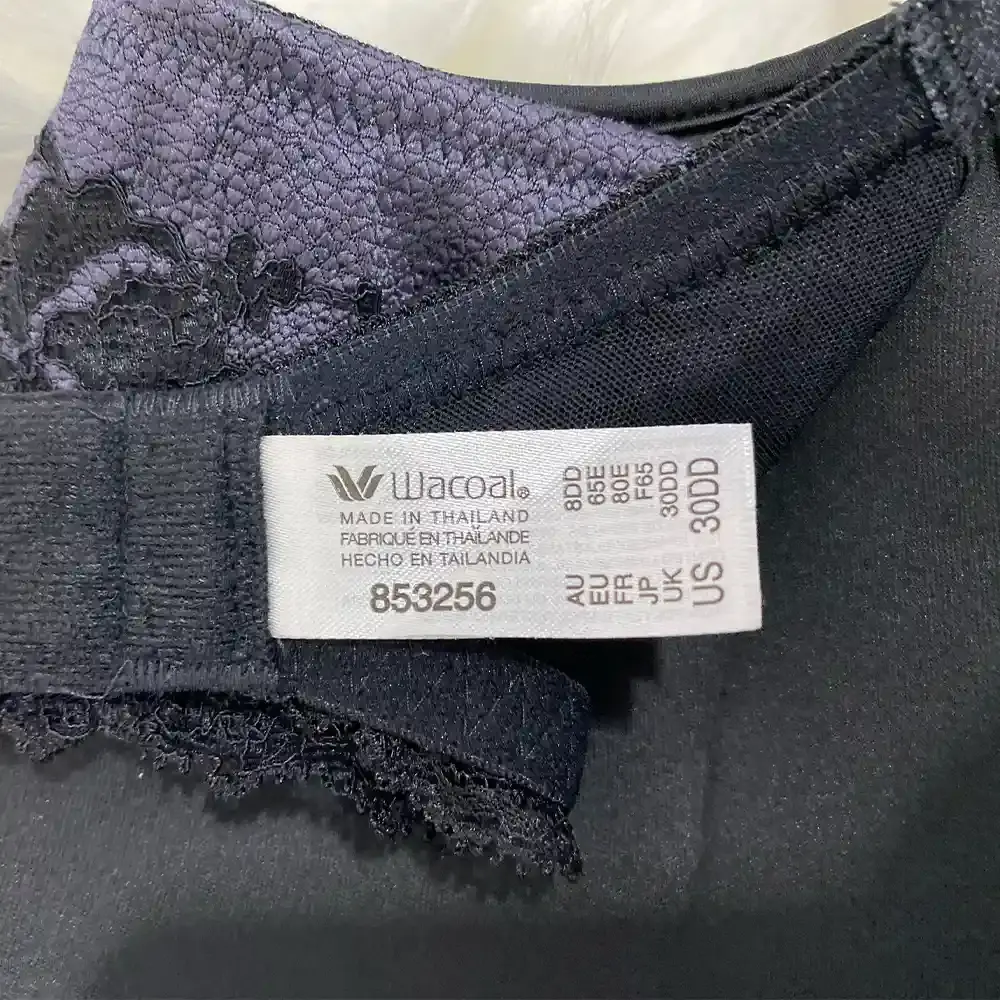 Wacoal®
MADE IN THAILAND
FABRIQUÉ EN THAÏLANDE
HECHO EN TAILANDIA
853256
AU 8DD
EU 65E
FR 80E
JP F65
UK 30DD
US 30DD